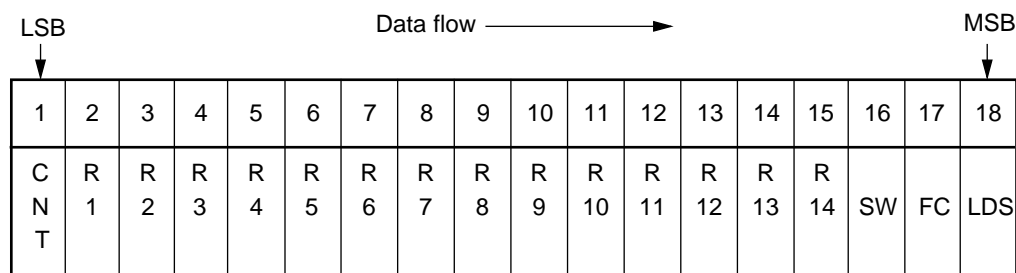 LSB Data flow MSB
1 2 3 4 5 6 7 8 9 10 11 12 13 14 15 16 17 18
C R R R R R R R R R R R R R R
N 1 2 3 4 5 6 7 8 9 10 11 12 13 14 SW FC LDS
T